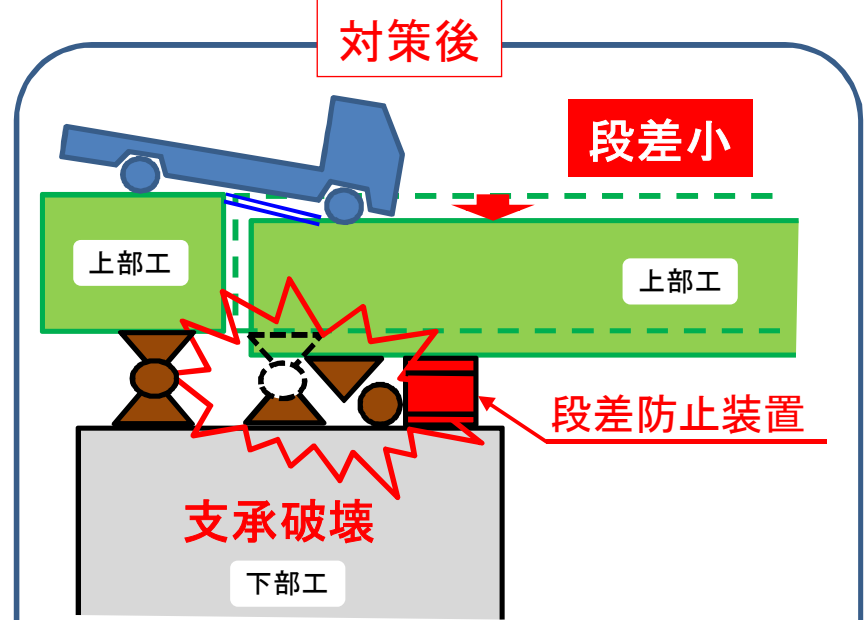 対策後
段差小
上部工
上部工
段差防止装置
支承破壊
下部工